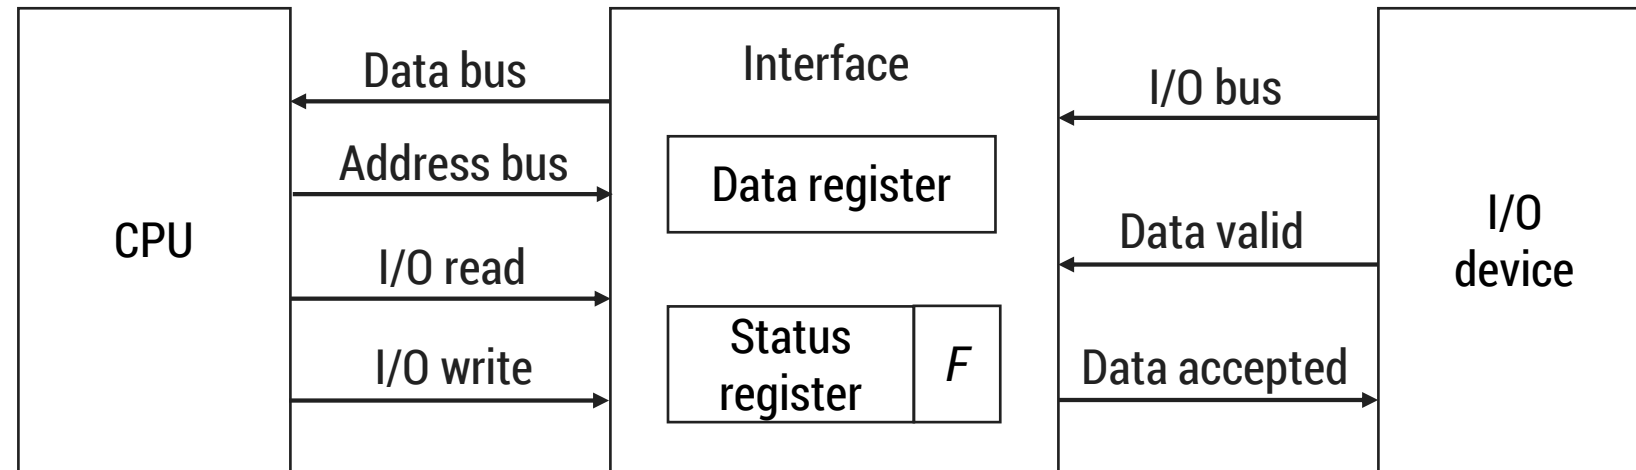 CPU
Data bus
Address bus
I/O read
I/O write
Interface
Data register
Status
register
F
I/O bus
Data valid
Data accepted
I/O
device